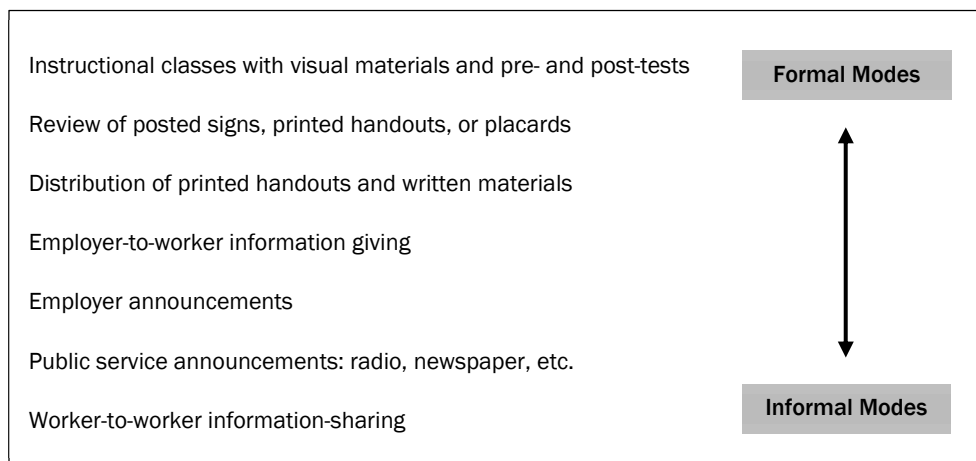 Instructional classes with visual materials and pre- and post-tests
Formal Modes
Review of posted signs, printed handouts, or placards
Distribution of printed handouts and written materials
Employer-to-worker information giving
Employer announcements
Public service announcements: radio, newspaper, etc.
Informal Modes
Worker-to-worker information-sharing